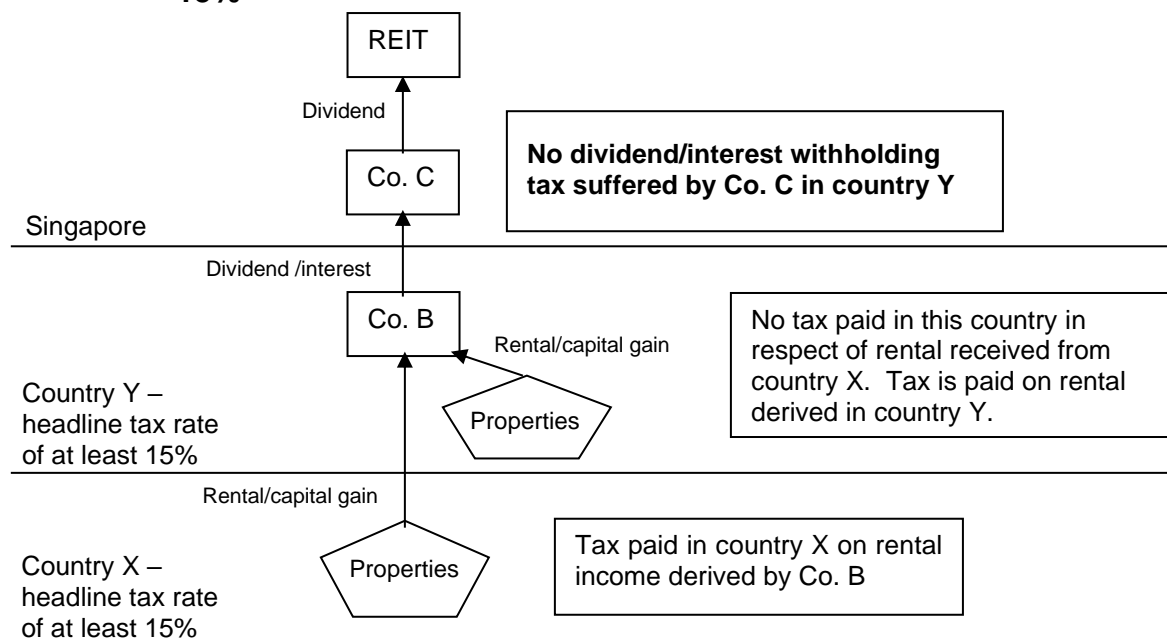 REIT
Dividend
Co. C
No dividend/interest withholding
tax suffered by Co. C in country Y
Singapore
Dividend /interest
Co. B
Rental/capital gain
Properties
No tax paid in this country in
respect of rental received from
country X.  Tax is paid on rental
derived in country Y.
Country Y –
headline tax rate
of at least 15%
Rental/capital gain
Properties
Tax paid in country X on rental
income derived by Co. B
Country X –
headline tax rate
of at least 15%